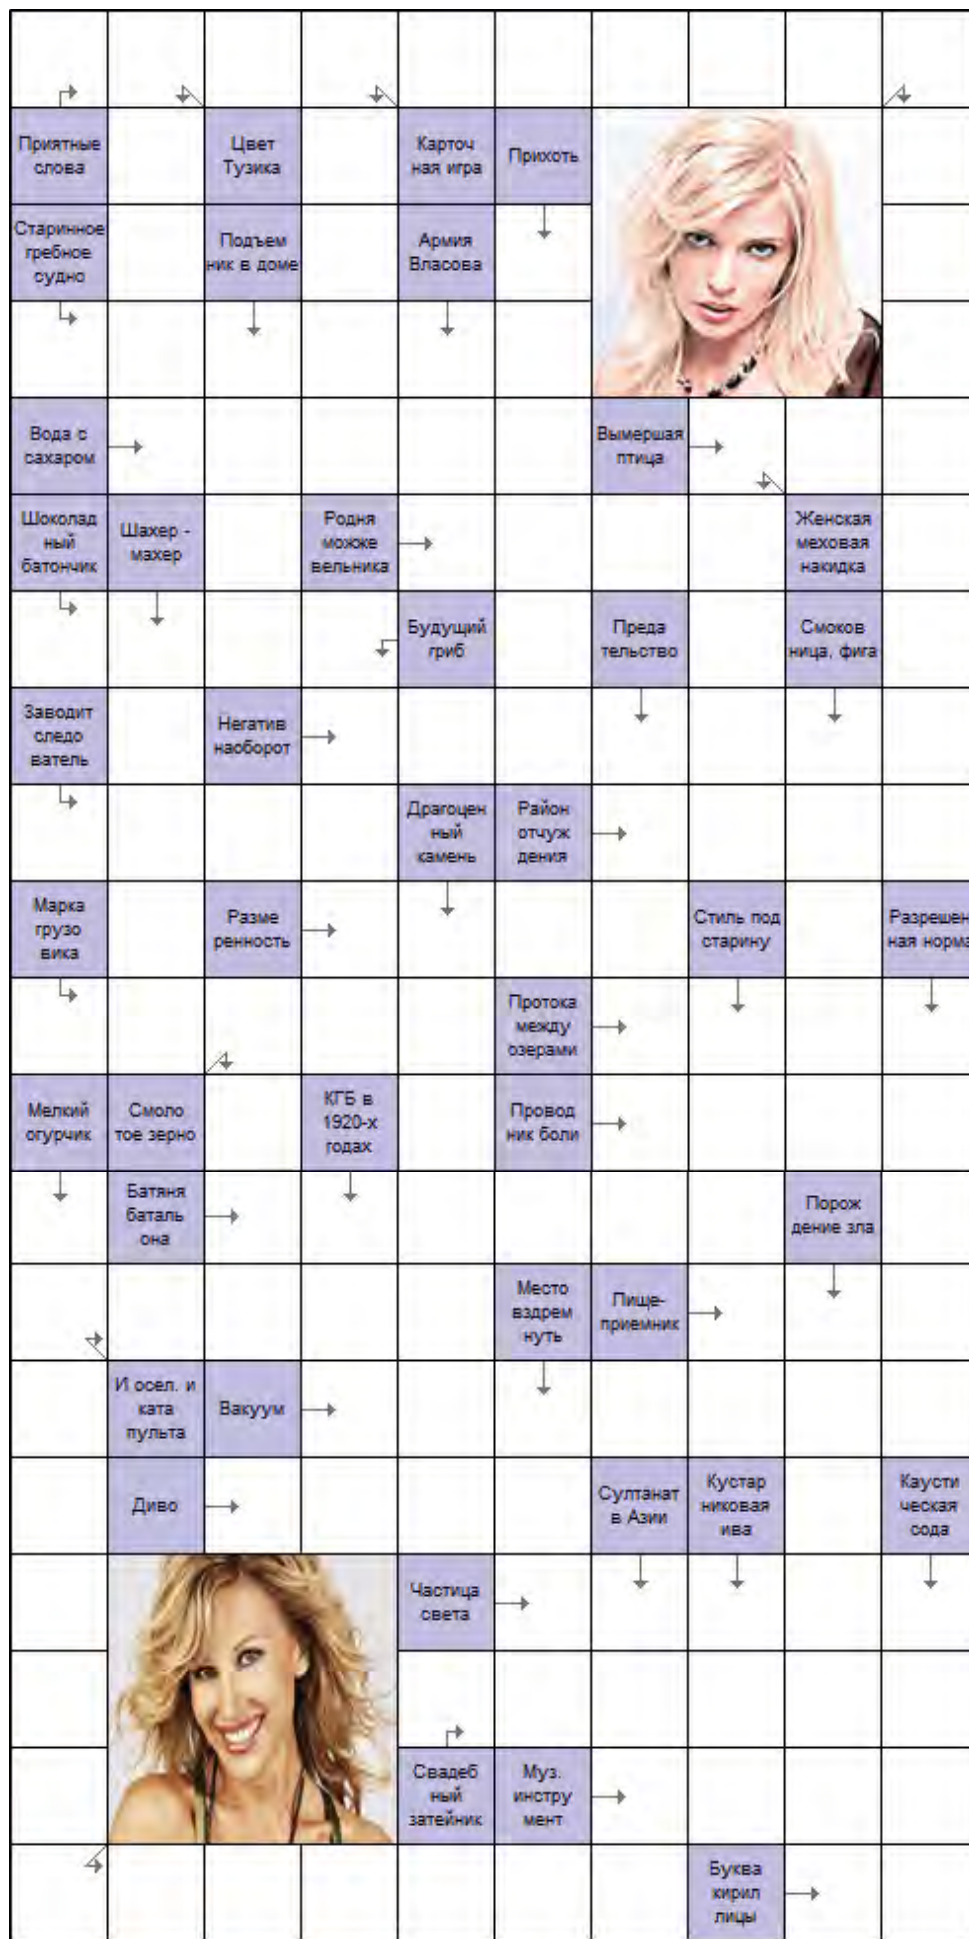 Приятные
слова
Цвет
Тузика
Карточ
ная игра
Прихоть
Старинное
гребное
судно
Подъем
ник в доме
Армия
Власова
Вода с
сахаром
Вымершая
птица
Шоколад
ный
батончик
Шахер -
махер
Родня
можже
вельника
Женская
меховая
накидка
Будущий
гриб
Преда
тельство
Смоков
ница, фига
Заводит
следо
ватель
Негатив
наоборот
Драгоцен
ный
камень
Район
отчуж
дения
Марка
грузо
вика
Разме
ренность
Стиль под
старину
Разрешен
ная норма
Протока
между
озерами
Мелкий
огурчик
Смоло
тое зерно
КГБ в
1920-х
годах
Провод
ник боли
Батяня
баталь
она
Порож
дение зла
Место
вздрем
нуть
Пище-
приемник
И осел. и
ката
пульта
Вакуум
Диво
Султанат
в Азии
Кустар
никовая
ива
Каусти
ческая
сода
Частица
света
Свадеб
ный
затейник
Муз.
инстру
мент
Буква
кирил
лицы